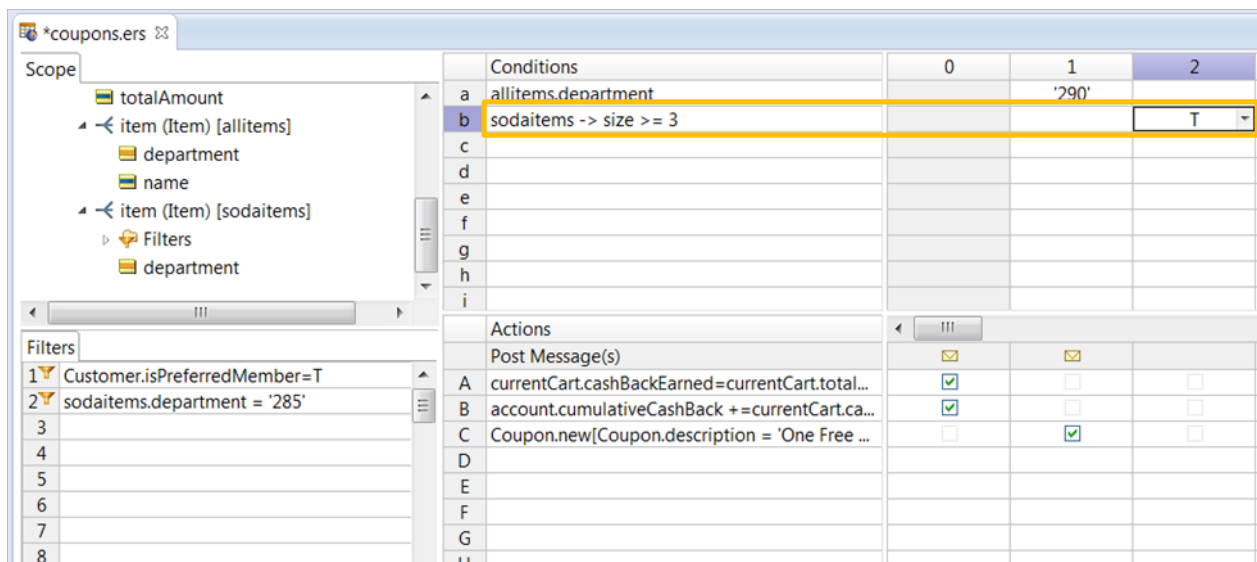 *coupons.ers
Scope
totalAmount
item (Item) [allitems]
department
name
item (Item) [sodaitems]
Filters
department
Conditions 0 1 2
a allitems.department '290'
b sodaitems -> size >= 3 T
c
d
e
f
g
h
i
Filters
1 Customer.isPreferredMember=T
2 sodaitems.department = '285'
3
4
5
6
7
8
Actions
Post Message(s)
A currentCart.cashBackEarned=currentCart.total...
B account.cumulativeCashBack +=currentCart.ca...
C Coupon.new[Coupon.description = 'One Free ...
D
E
F
G